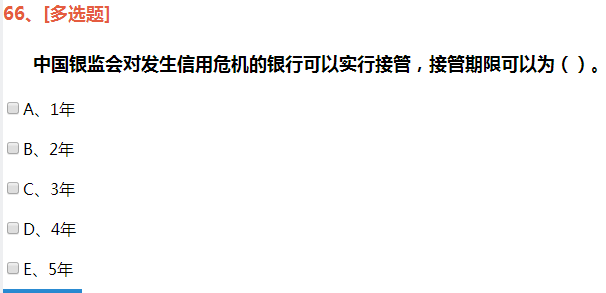 66、[多选题]
中国银监会对发生信用危机的银行可以实行接管，接管期限可以为（）。
A、1年
B、2年
C、3年
D、4年
E、5年